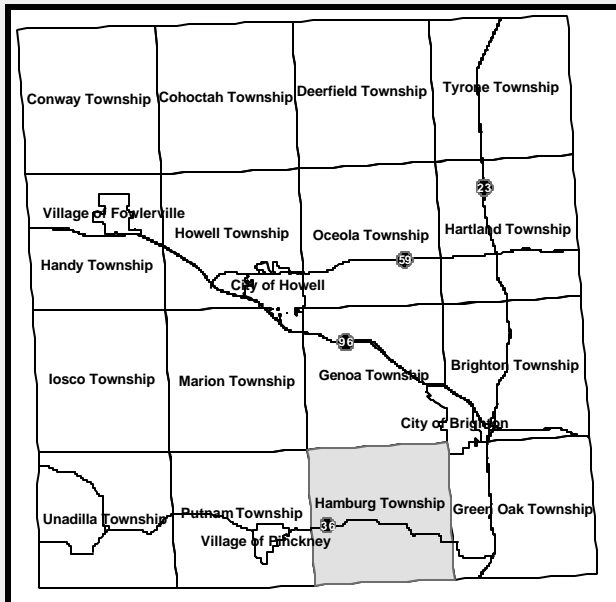 Conway Township
Cohoctah Township
Deerfield Township
Tyrone Township
23
Village of Fowlerville
Howell Township
Oceola Township
Hartland Township
Handy Township
59
City of Howell
96
Iosco Township
Marion Township
Genoa Township
Brighton Township
City of Brighton
Unadilla Township
Putnam Township
Hamburg Township
Green Oak Township
36
Village of Pinckney